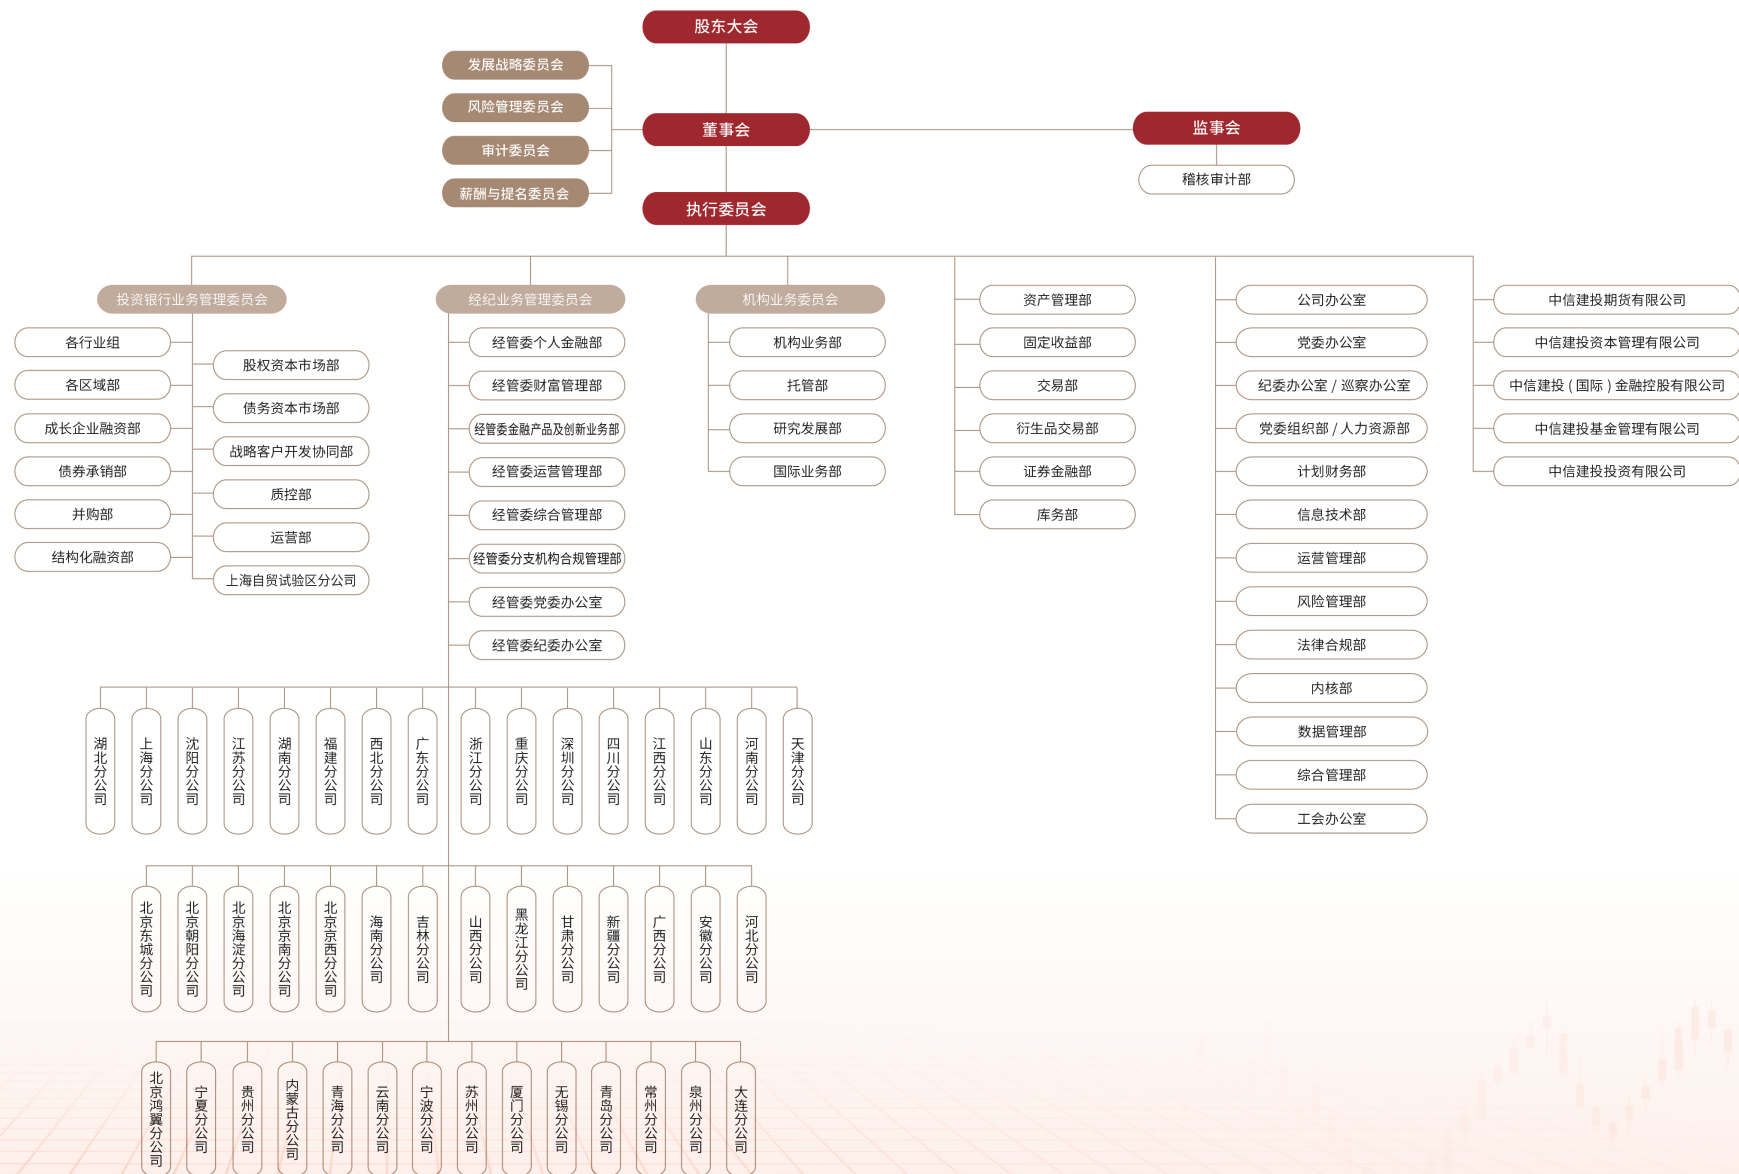 股东大会
发展战略委员会
风险管理委员会
审计委员会
薪酬与提名委员会
董事会
监事会
稽核审计部
执行委员会
投资银行业务管理委员会
各行业组
各区域部
成长企业融资部
债券承销部
并购部
结构化融资部
股权资本市场部
债务资本市场部
战略客户开发协同部
质控部
运营部
上海自贸试验区分公司
经纪业务管理委员会
经管委个人金融部
经管委财富管理部
经管委金融产品及创新业务部
经管委运营管理部
经管委综合管理部
经管委分支机构合规管理部
经管委党委办公室
经管委纪委办公室
机构业务委员会
机构业务部
托管部
研究发展部
国际业务部
资产管理部
固定收益部
交易部
衍生品交易部
证券金融部
库务部
公司办公室
党委办公室
纪委办公室 / 巡察办公室
党委组织部 / 人力资源部
计划财务部
信息技术部
运营管理部
风险管理部
法律合规部
内核部
数据管理部
综合管理部
工会办公室
中信建投期货有限公司
中信建投资本管理有限公司
中信建投 ( 国际 ) 金融控股有限公司
中信建投基金管理有限公司
中信建投投资有限公司
湖北分公司
上海分公司
沈阳分公司
江苏分公司
湖南分公司
福建分公司
西北分公司
广东分公司
浙江分公司
重庆分公司
深圳分公司
四川分公司
江西分公司
山东分公司
河南分公司
天津分公司
北京东城分公司
北京朝阳分公司
北京海淀分公司
北京京南分公司
北京京西分公司
海南分公司
吉林分公司
山西分公司
黑龙江分公司
甘肃分公司
新疆分公司
广西分公司
安徽分公司
河北分公司
北京鸿翼分公司
宁夏分公司
贵州分公司
内蒙古分公司
青海分公司
云南分公司
宁波分公司
苏州分公司
厦门分公司
无锡分公司
青岛分公司
常州分公司
泉州分公司
大连分公司